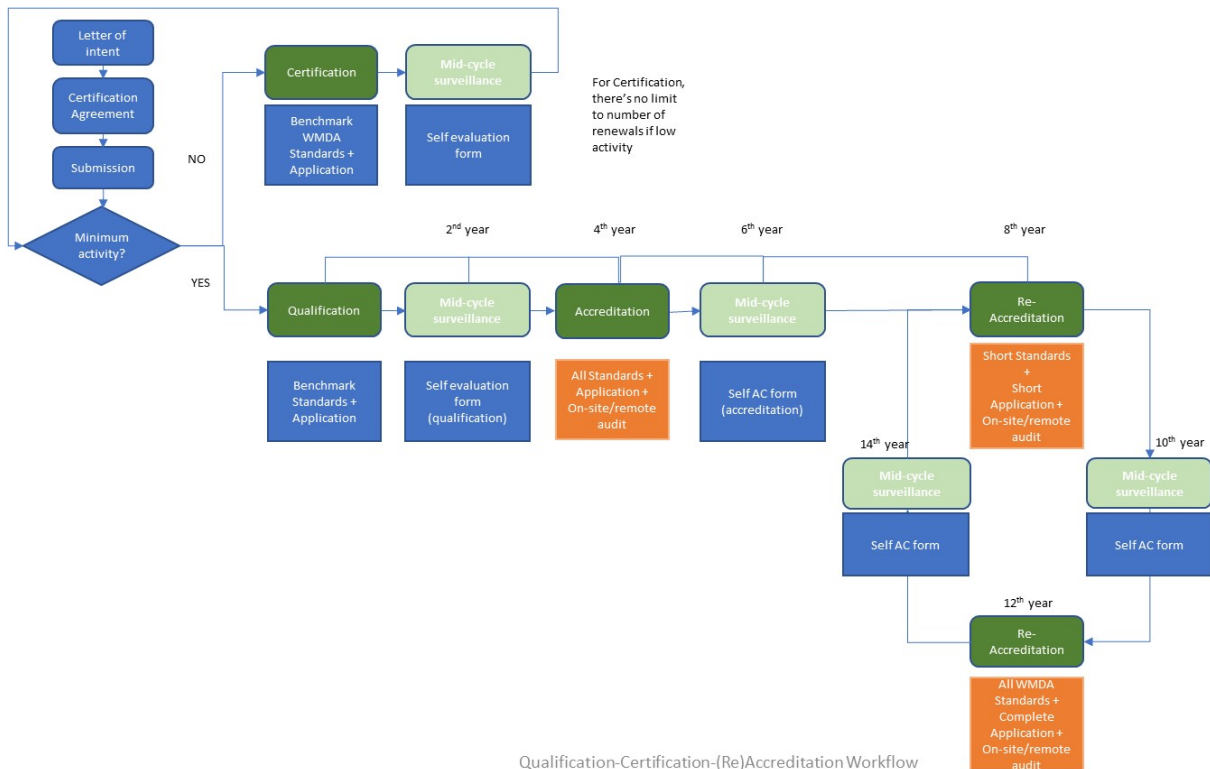 Letter of
intent
Certification
Agreement
Submission
Minimum
activity?
NO
YES
Certification
Benchmark
WMDA
Standards +
Application
Mid-cycle
surveillance
Self evaluation
form
For Certification,
there's no limit
to number of
renewals if low
activity
2nd year
4th year
6th year
8th year
Qualification
Benchmark
Standards +
Application
Mid-cycle
surveillance
Self evaluation
form
(qualification)
Accreditation
All Standards +
Application +
On-site/remote
audit
Mid-cycle
surveillance
Self AC form
(accreditation)
Re-
Accreditation
Short Standards
+
Short
Application +
On-site/remote
audit
14th year
Mid-cycle
surveillance
Self AC form
10th year
Mid-cycle
surveillance
Self AC form
12th year
Re-
Accreditation
All WMDA
Standards +
Complete
Application +
On-site/remote
audit
Qualification-Certification-(Re)Accreditation Workflow